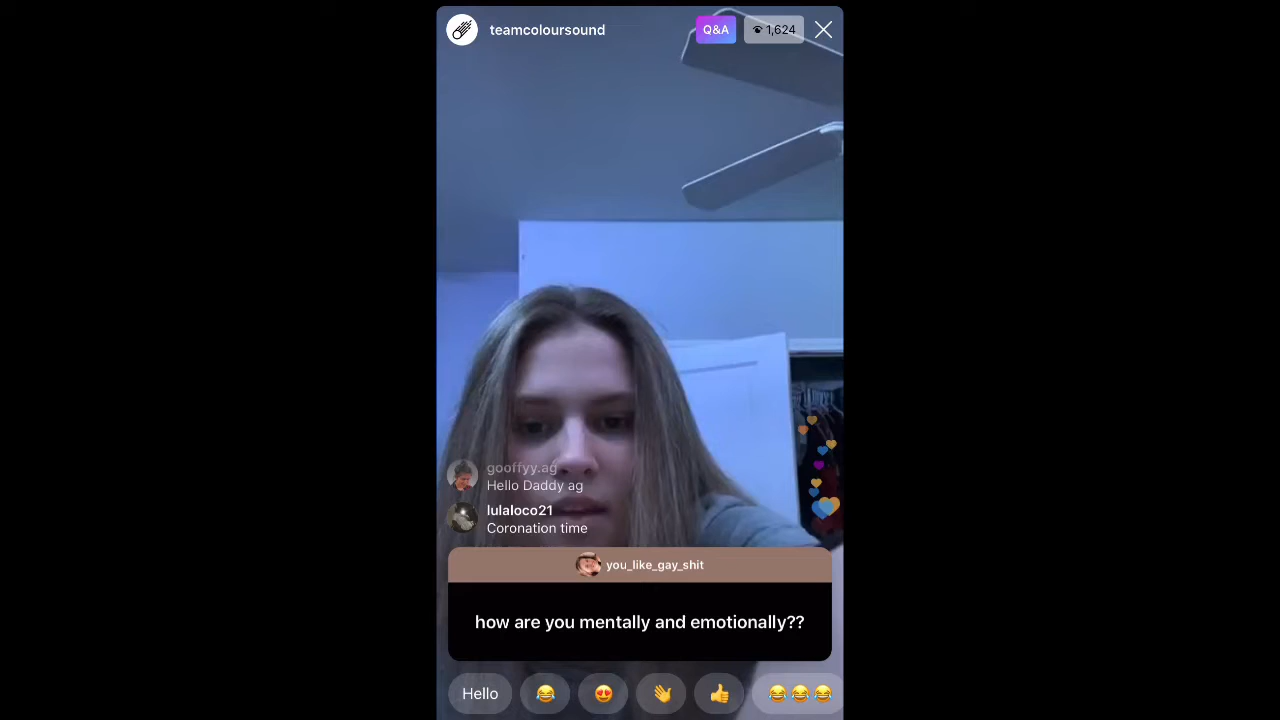 teamcoloursound
Q&A
1,624
gooffyy.ag
Hello Daddy ag
lulaloco21
Coronation time
you_like_gay_shit
how are you mentally and emotionally??
Hello